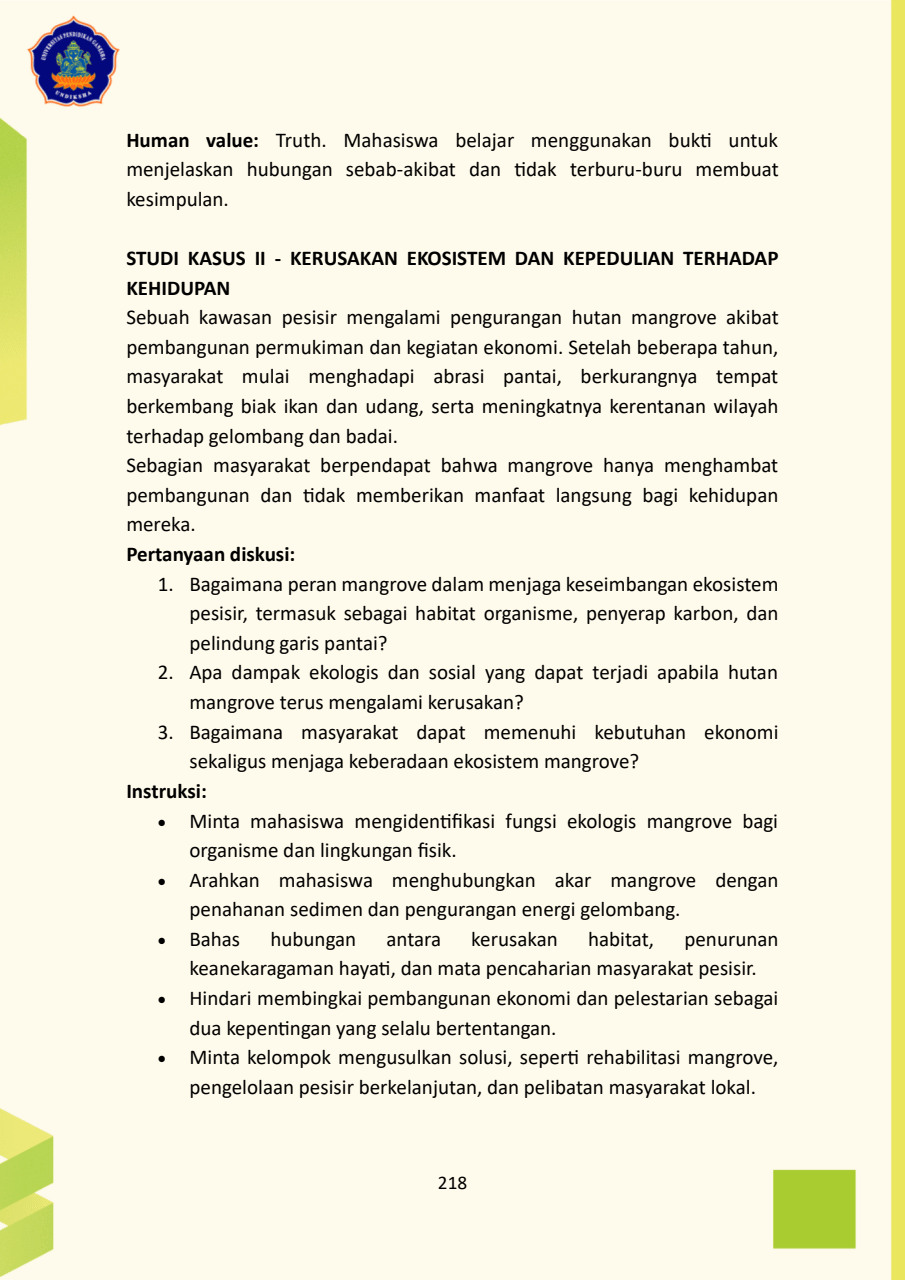 UNIVERSITAS PENDIDIKAN GANESHA
UNDIKSHA
Human value: Truth. Mahasiswa belajar menggunakan bukti untuk
menjelaskan hubungan sebab-akibat dan tidak terburu-buru membuat
kesimpulan.
STUDI KASUS II - KERUSAKAN EKOSISTEM DAN KEPEDULIAN TERHADAP
KEHIDUPAN
Sebuah kawasan pesisir mengalami pengurangan hutan mangrove akibat
pembangunan permukiman dan kegiatan ekonomi. Setelah beberapa tahun,
masyarakat mulai menghadapi abrasi pantai, berkurangnya tempat
berkembang biak ikan dan udang, serta meningkatnya kerentanan wilayah
terhadap gelombang dan badai.
Sebagian masyarakat berpendapat bahwa mangrove hanya menghambat
pembangunan dan tidak memberikan manfaat langsung bagi kehidupan
mereka.
Pertanyaan diskusi:
1. Bagaimana peran mangrove dalam menjaga keseimbangan ekosistem
pesisir, termasuk sebagai habitat organisme, penyerap karbon, dan
pelindung garis pantai?
2. Apa dampak ekologis dan sosial yang dapat terjadi apabila hutan
mangrove terus mengalami kerusakan?
3. Bagaimana masyarakat dapat memenuhi kebutuhan ekonomi
sekaligus menjaga keberadaan ekosistem mangrove?
Instruksi:
• Minta mahasiswa mengidentifikasi fungsi ekologis mangrove bagi
organisme dan lingkungan fisik.
• Arahkan mahasiswa menghubungkan akar mangrove dengan
penahanan sedimen dan pengurangan energi gelombang.
• Bahas hubungan antara kerusakan habitat, penurunan
keanekaragaman hayati, dan mata pencaharian masyarakat pesisir.
• Hindari membingkai pembangunan ekonomi dan pelestarian sebagai
dua kepentingan yang selalu bertentangan.
• Minta kelompok mengusulkan solusi, seperti rehabilitasi mangrove,
pengelolaan pesisir berkelanjutan, dan pelibatan masyarakat lokal.
218